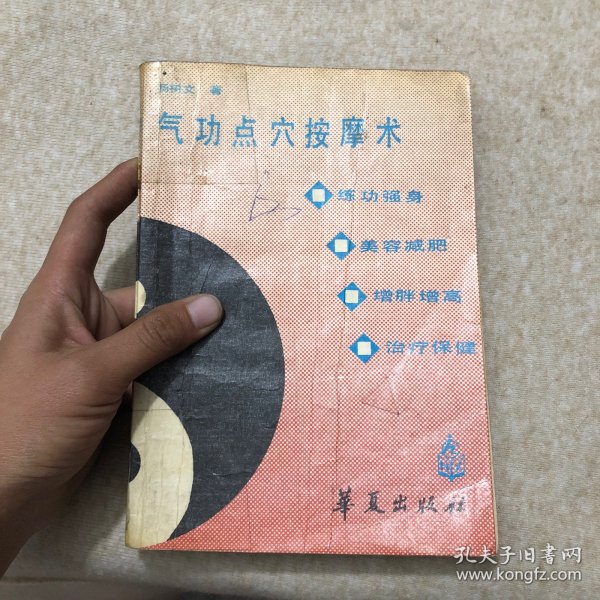 杨树文 著
气功点穴按摩术
练功强身
美容减肥
增胖增高
治疗保健
華夏出版社
孔夫子旧书网
www.kongfz.com